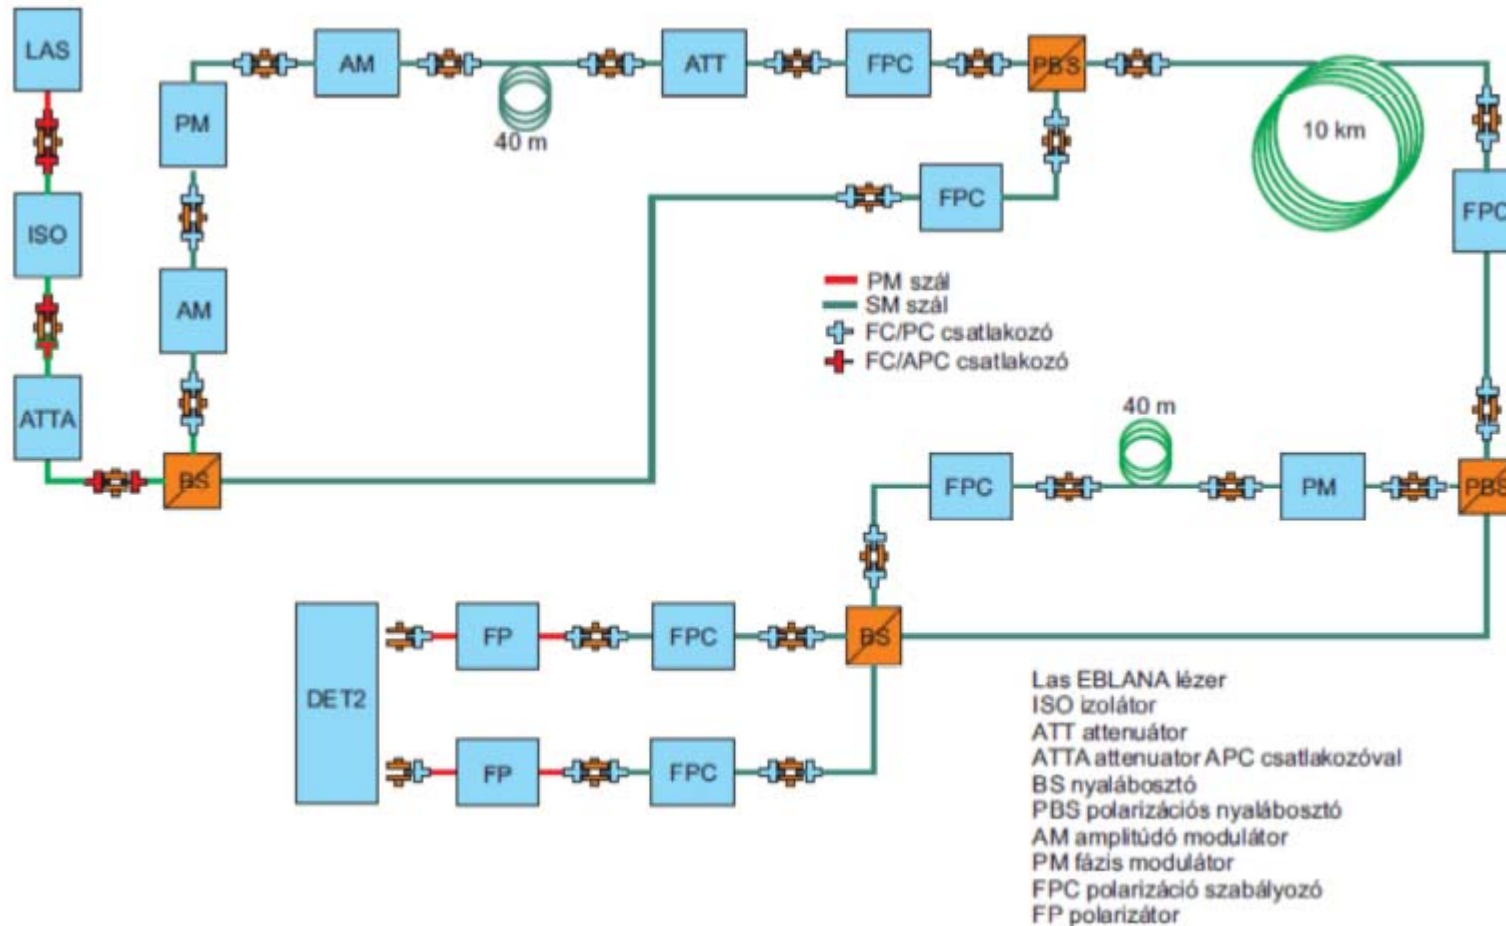 LAS
AM
ATT
FPC
PBS
PM
40 m
10 km
FPC
FPC
ISO
AM
PM szál
SM szál
FC/PC csatlakozó
FC/APC csatlakozó
ATTA
BS
40 m
FPC
PM
PBS
DET2
FP
FPC
BS
FP
FPC
Las EBLANA lézer
ISO izolátor
ATT attenuátor
ATTA attenuator APC csatlakozóval
BS nyalábosztó
PBS polarizációs nyalábosztó
AM amplitúdó modulátor
PM fázis modulátor
FPC polarizáció szabályozó
FP polarizátor